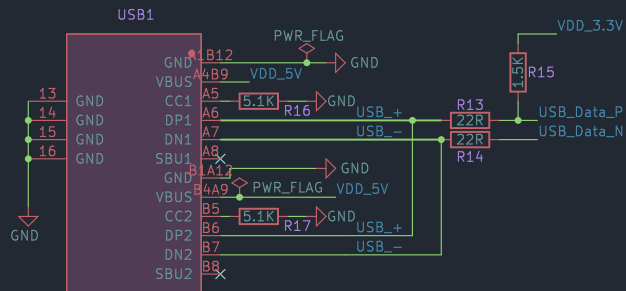 USB1
PWR_FLAG
VDD_3.3V
A1B12
GND
GND
A4B9
VBUS
VDD_5V
1.5K
R15
13
GND
A5
CC1
5.1K
R16
GND
14
GND
A6
DP1
USB_+
R13
22R
USB_Data_P
15
GND
A7
DN1
USB_-
22R
R14
USB_Data_N
16
GND
A8
SBU1
B1A12
GND
GND
B4A9
VBUS
PWR_FLAG
VDD_5V
B5
CC2
5.1K
R17
GND
GND
B6
DP2
USB_+
B7
DN2
USB_-
B8
SBU2